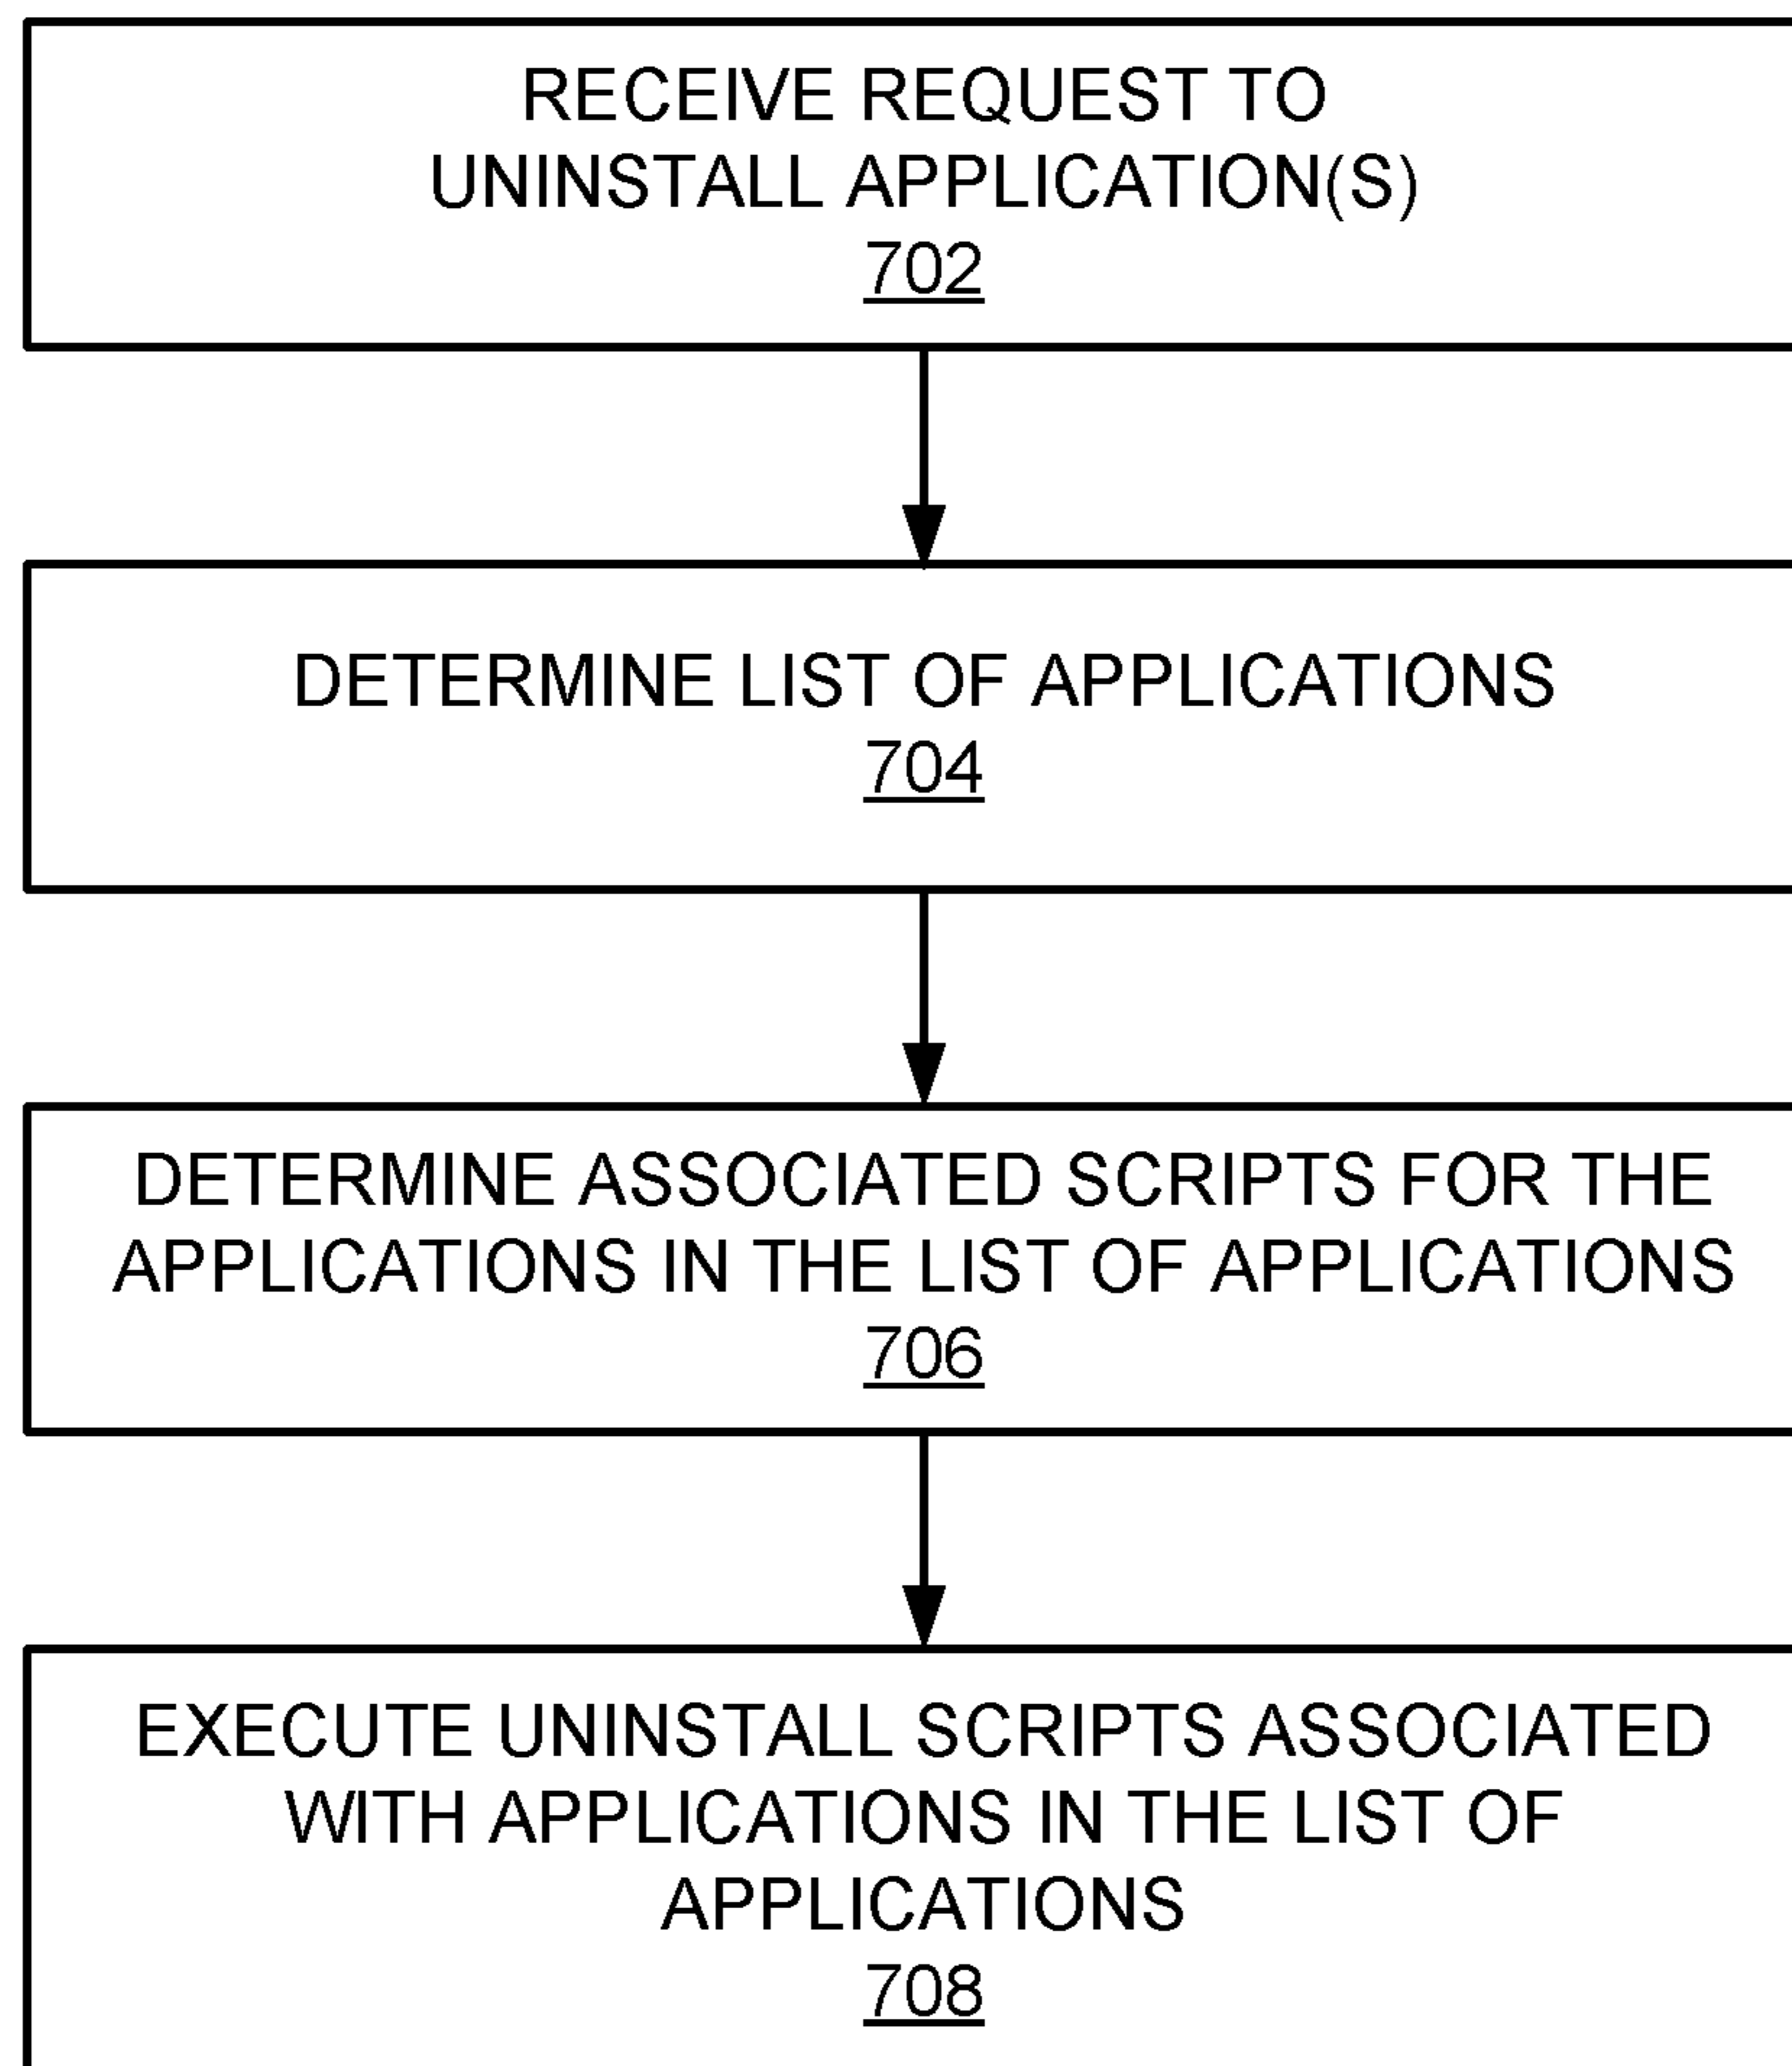 RECEIVE REQUEST TO
UNINSTALL APPLICATION(S)
702
DETERMINE LIST OF APPLICATIONS
704
DETERMINE ASSOCIATED SCRIPTS FOR THE
APPLICATIONS IN THE LIST OF APPLICATIONS
706
EXECUTE UNINSTALL SCRIPTS ASSOCIATED
WITH APPLICATIONS IN THE LIST OF
APPLICATIONS
708